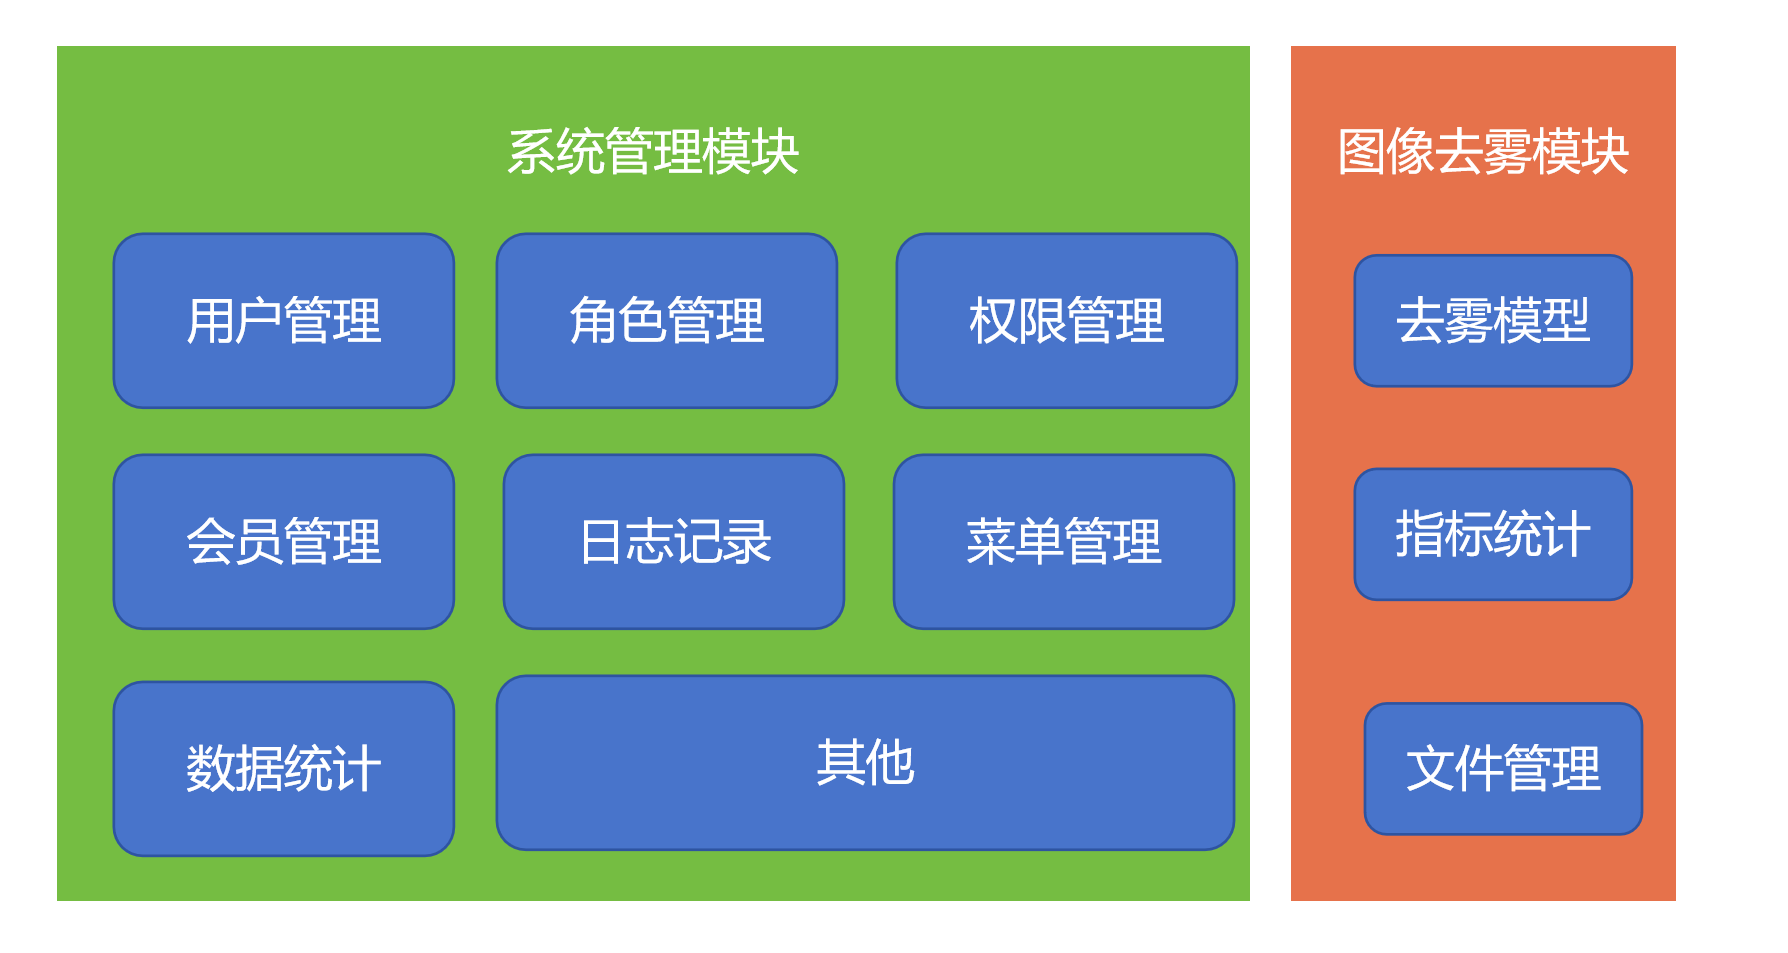 系统管理模块
用户管理
角色管理
权限管理
会员管理
日志记录
菜单管理
数据统计
其他
图像去雾模块
去雾模型
指标统计
文件管理